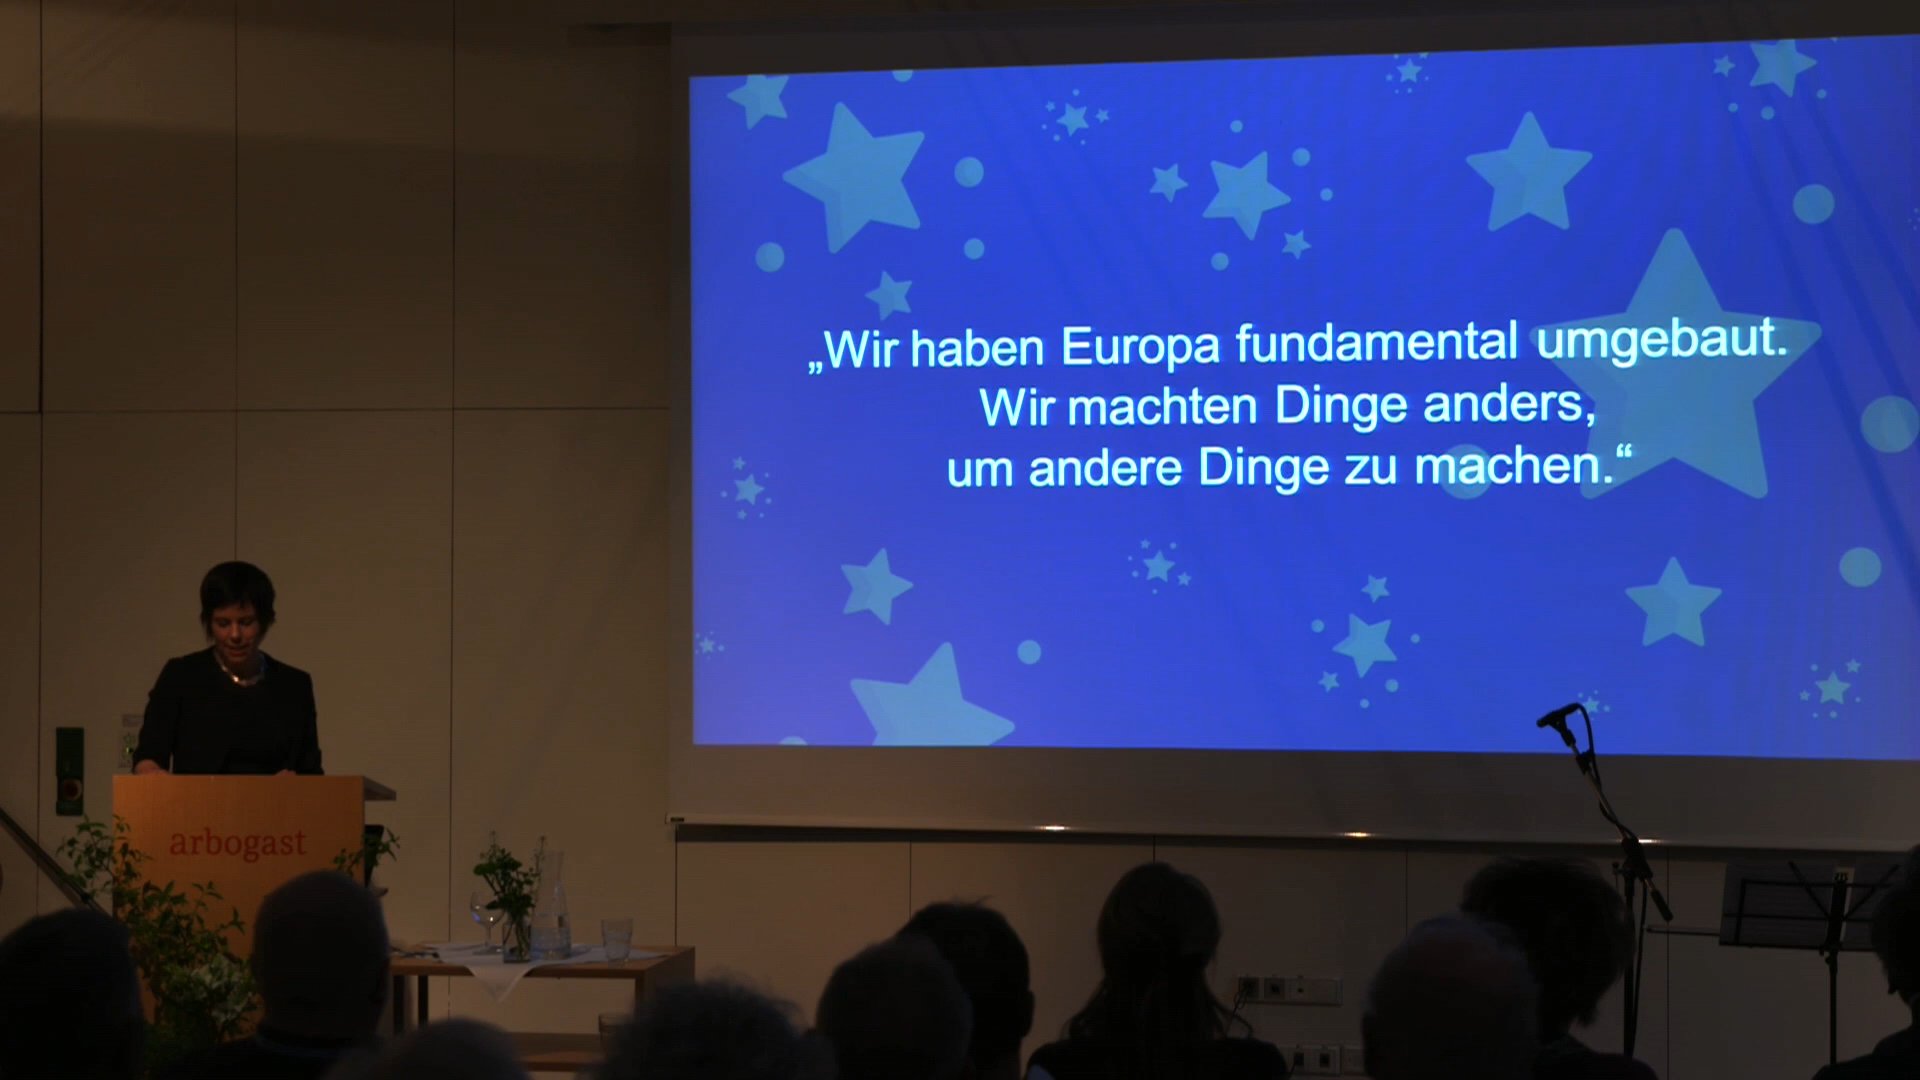 „Wir haben Europa fundamental umgebaut.
Wir machten Dinge anders,
um andere Dinge zu machen.“
arbogast